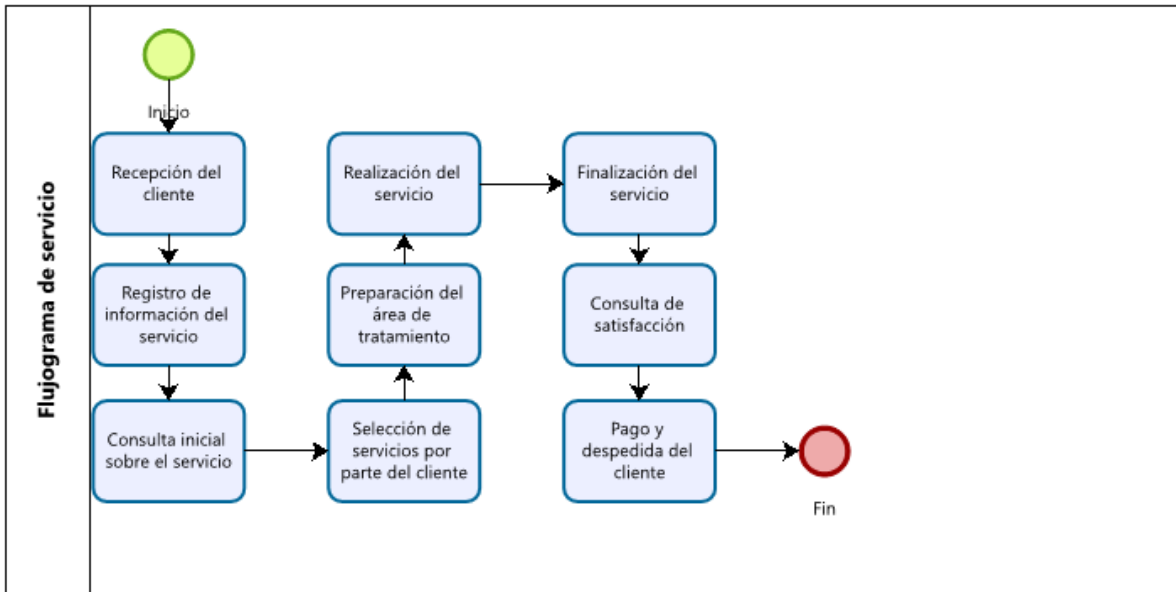 Flujograma de servicio
Inicio
Recepción del
cliente
Registro de
información del
servicio
Consulta inicial
sobre el servicio
Selección de
servicios por
parte del cliente
Preparación del
área de
tratamiento
Realización del
servicio
Finalización del
servicio
Consulta de
satisfacción
Pago y
despedida del
cliente
Fin